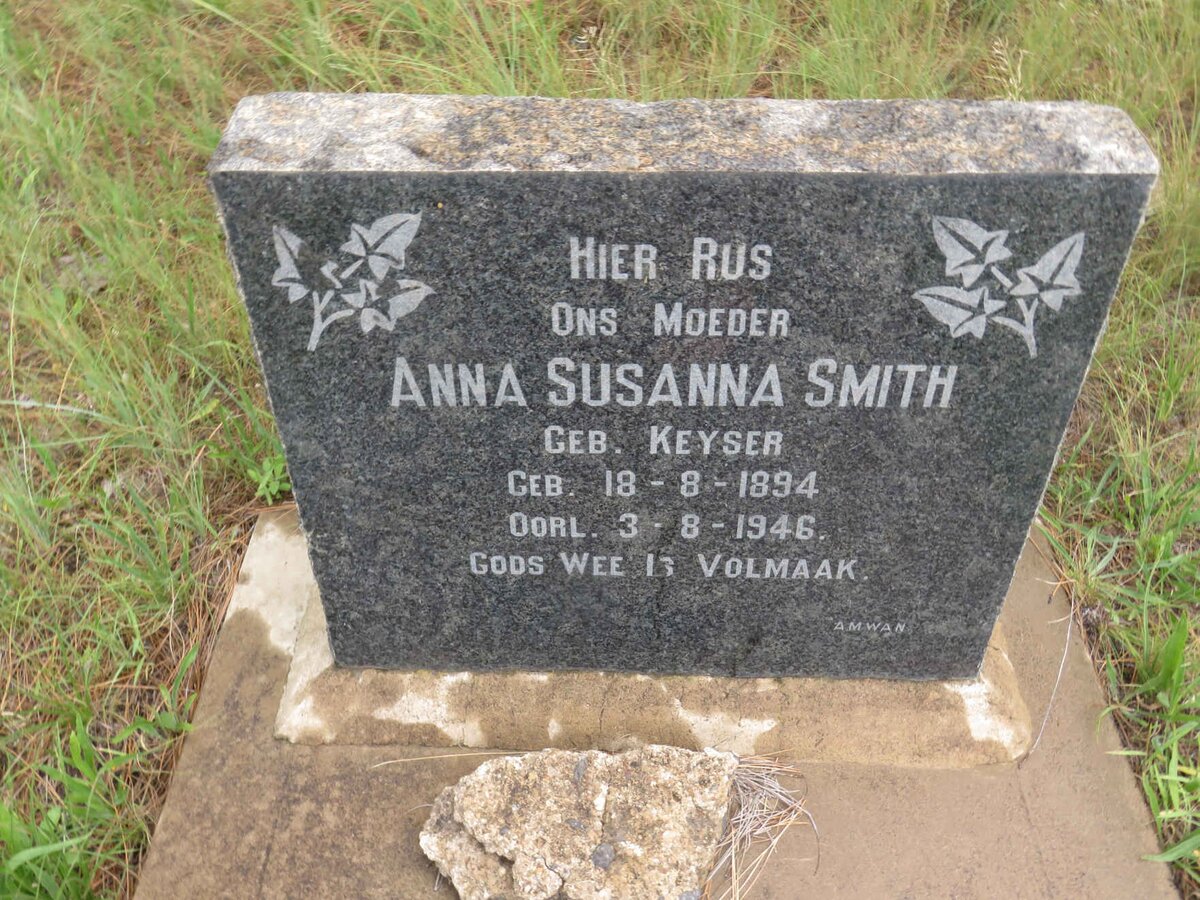 HIER RUS
ONS MOEDER
ANNA SUSANNA SMITH
GEB. KEYSER
GEB. 18-8-1894
OORL. 3-8-1946.
GODS WEE IS VOLMAAK.
AMWAN